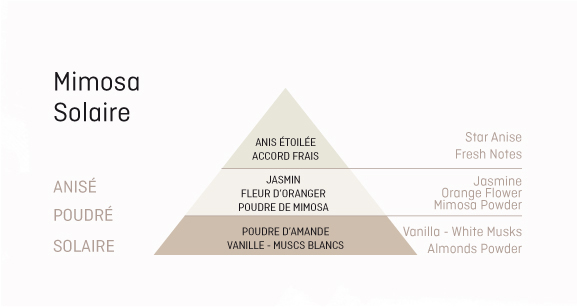 Mimosa
Solaire
ANIS ÉTOILÉE
ACCORD FRAIS
Star Anise
Fresh Notes
ANISÉ
POUDRÉ
SOLAIRE
JASMIN
FLEUR D'ORANGER
POUDRE DE MIMOSA
Jasmine
Orange Flower
Mimosa Powder
POUDRE D'AMANDE
VANILLE - MUSCS BLANCS
Vanilla - White Musks
Almonds Powder